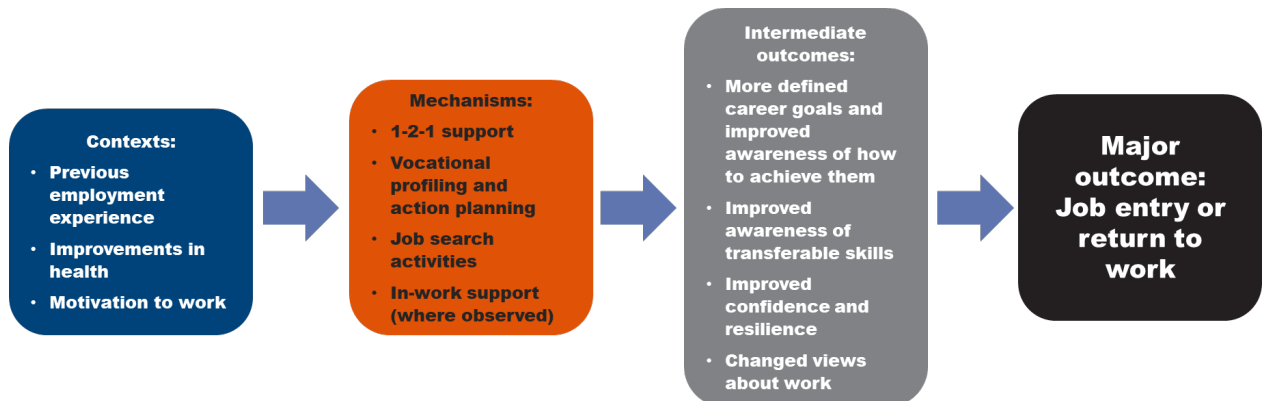 Contexts:
• Previous
employment
experience
• Improvements in
health
• Motivation to work
Mechanisms:
• 1-2-1 support
• Vocational
profiling and
action planning
• Job search
activities
• In-work support
(where observed)
Intermediate
outcomes:
• More defined
career goals and
improved
awareness of how
to achieve them
• Improved
awareness of
transferable skills
• Improved
confidence and
resilience
• Changed views
about work
Major
outcome:
Job entry or
return to
work